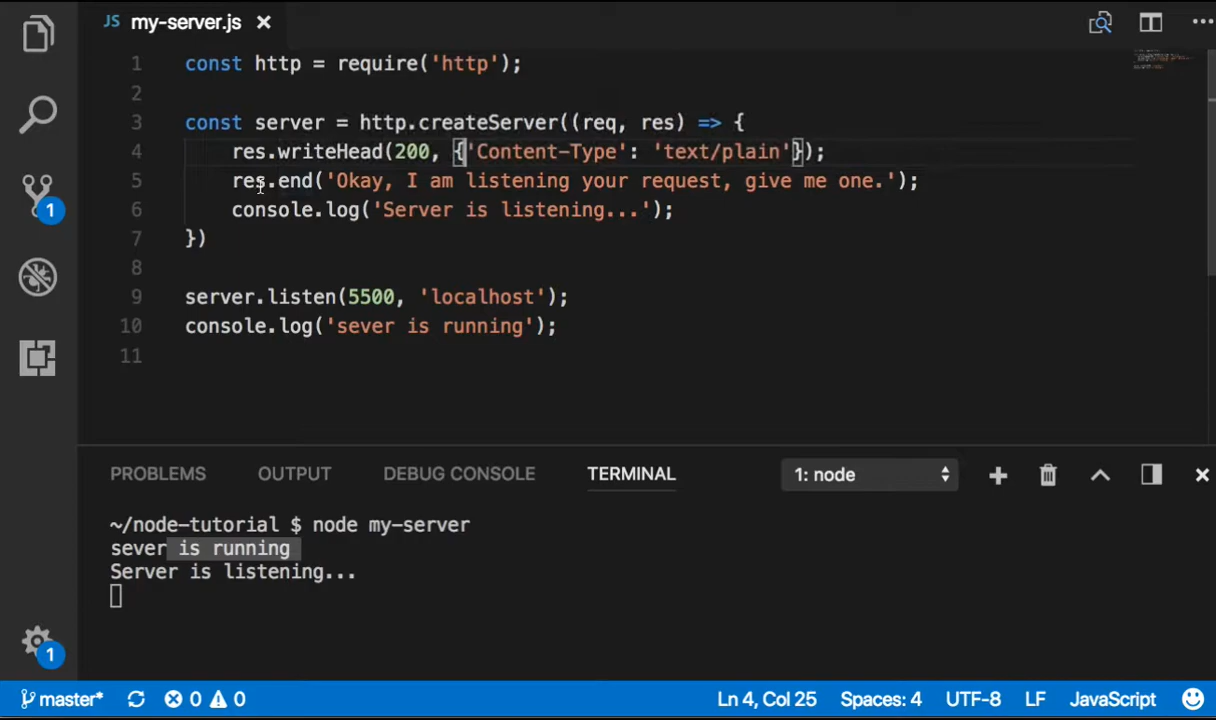 JS my-server.js
1 const http = require('http');
2
3 const server = http.createServer((req, res) => {
4 res.writeHead(200, {'Content-Type': 'text/plain'});
5 res.end('Okay, I am listening your request, give me one.');
6 console.log('Server is listening...');
7 })
8
9 server.listen(5500, 'localhost');
10 console.log('sever is running');
11
1
PROBLEMS OUTPUT DEBUG CONSOLE TERMINAL 1: node
~/node-tutorial $ node my-server
sever is running
Server is listening...
1
master* 0 0 Ln 4, Col 25 Spaces: 4 UTF-8 LF JavaScript